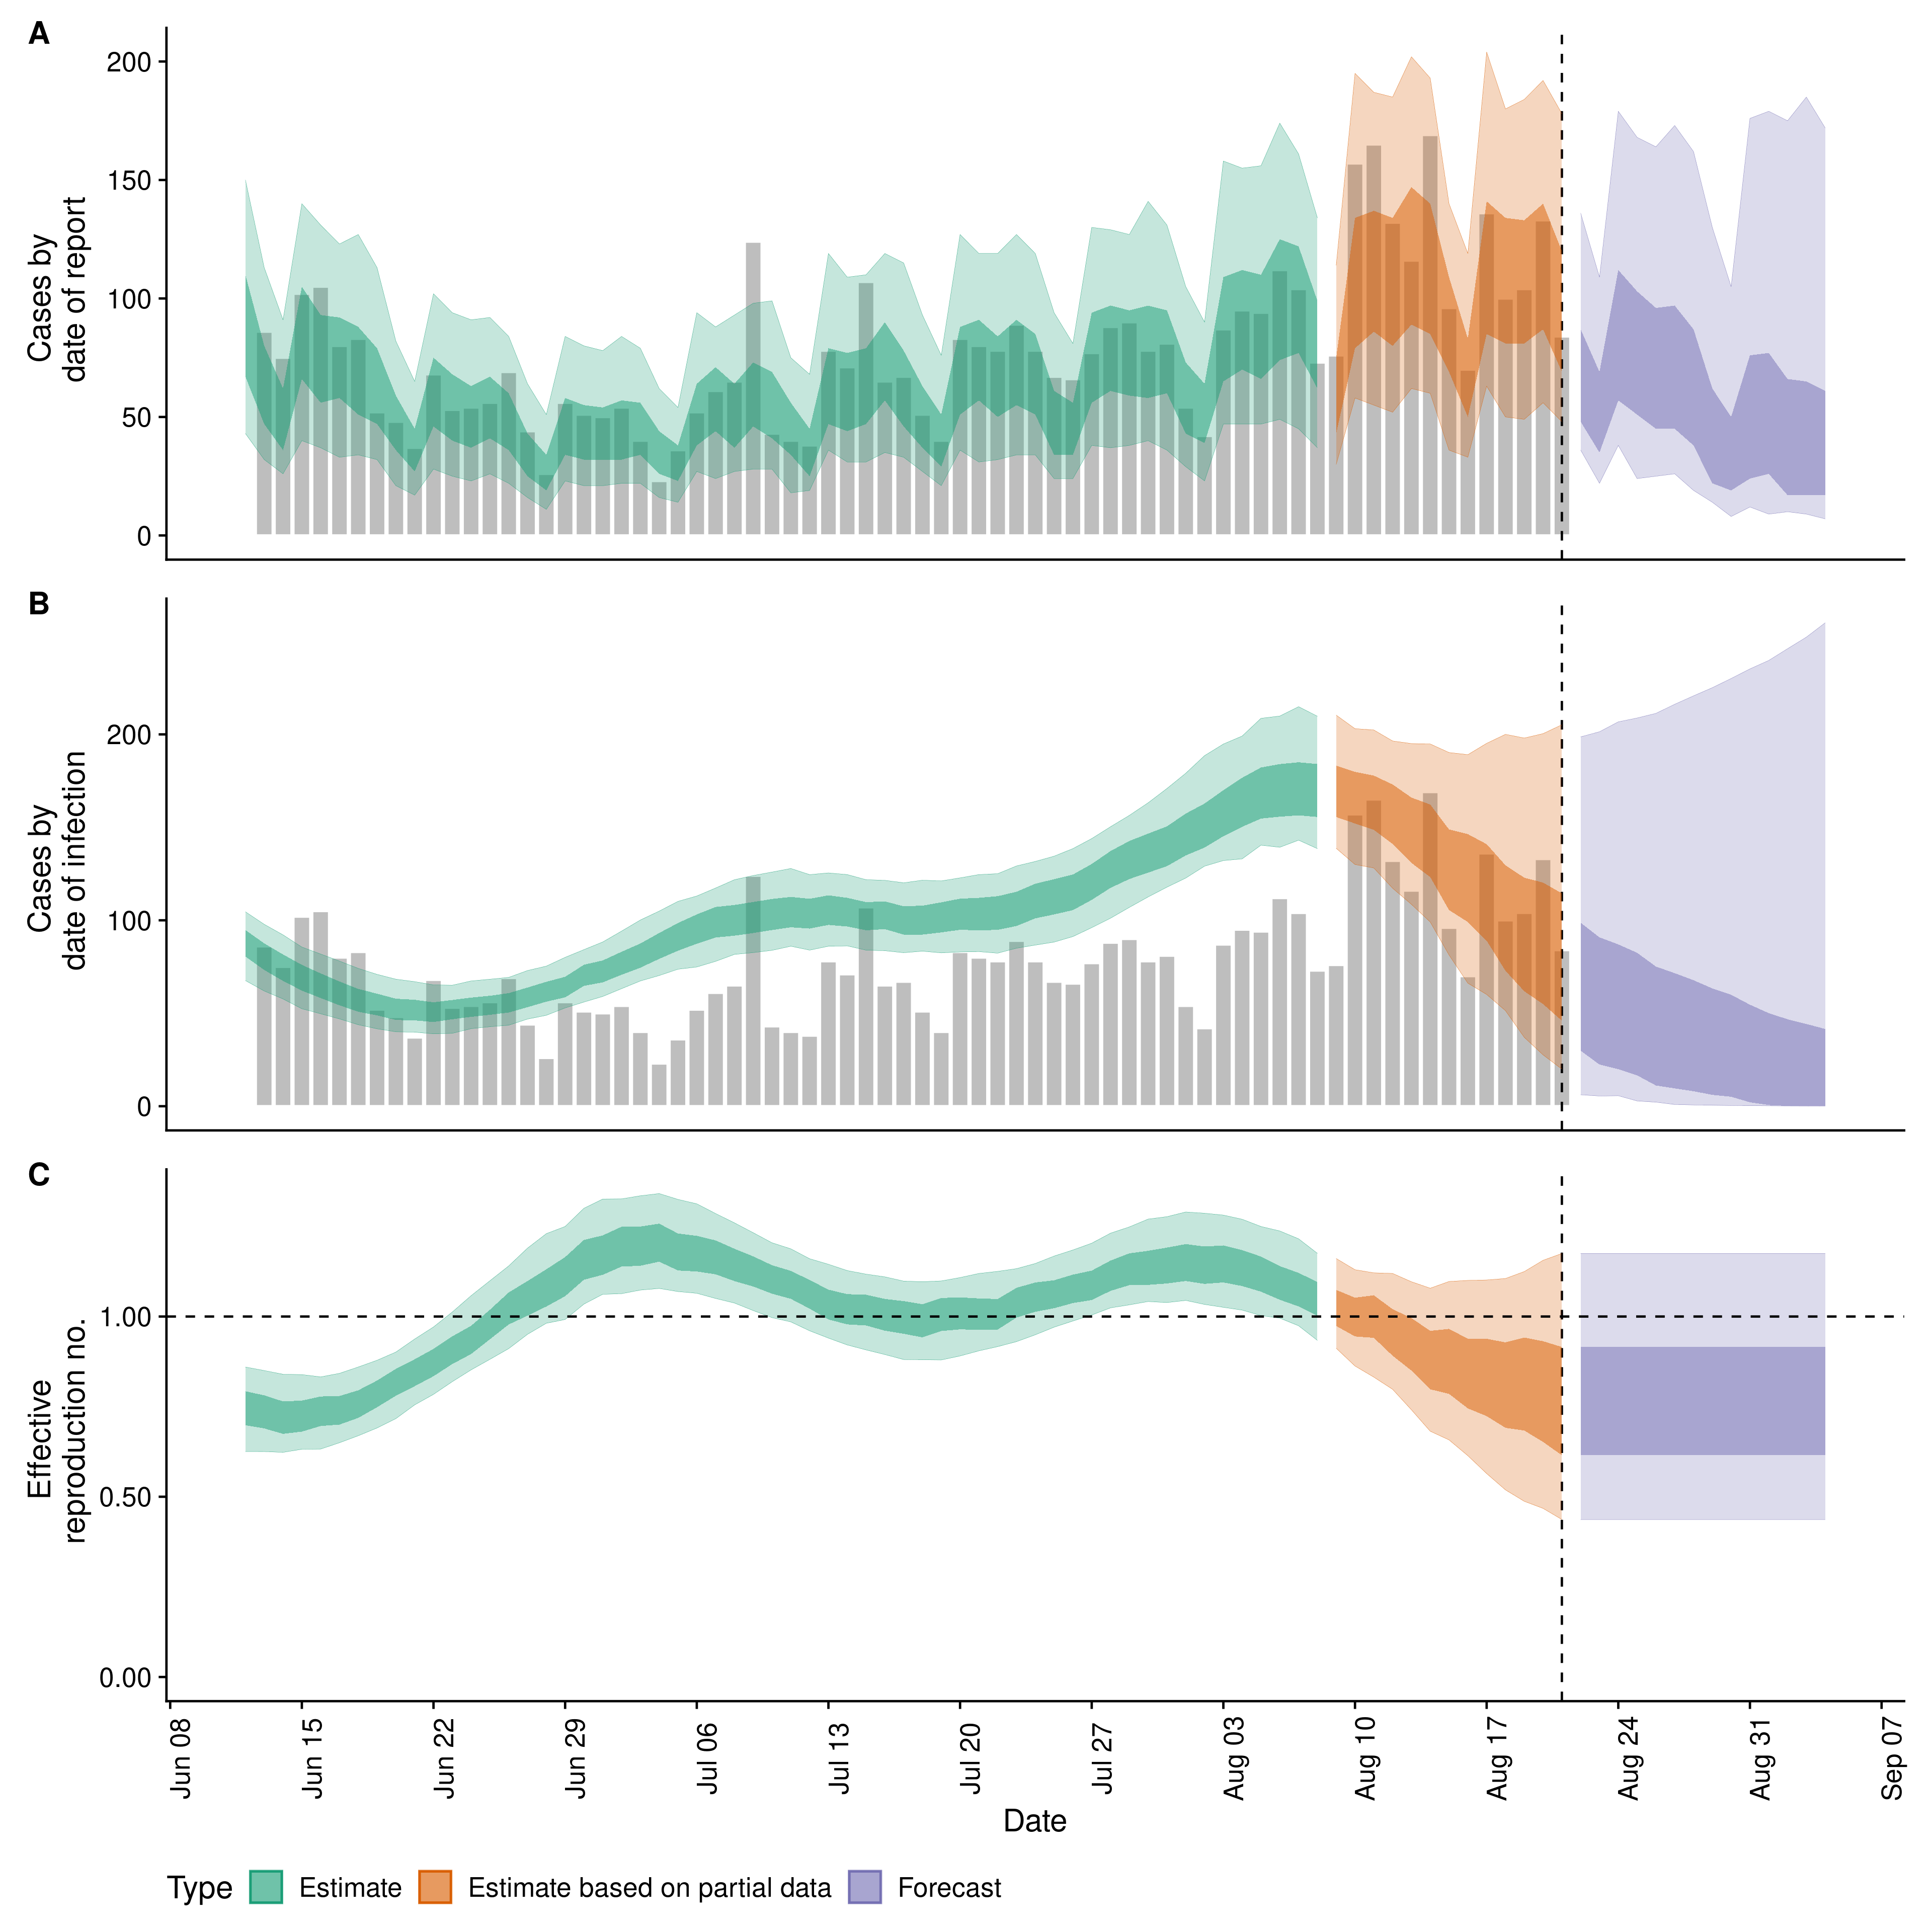 A
200
150
100
50
0
Cases by
date of report
B
200
100
0
Cases by
date of infection
C
1.00
0.50
0.00
Effective
reproduction no.
Jun 08
Jun 15
Jun 22
Jun 29
Jul 06
Jul 13
Jul 20
Jul 27
Aug 03
Aug 10
Aug 17
Aug 24
Aug 31
Sep 07
Date
Type Estimate Estimate based on partial data Forecast